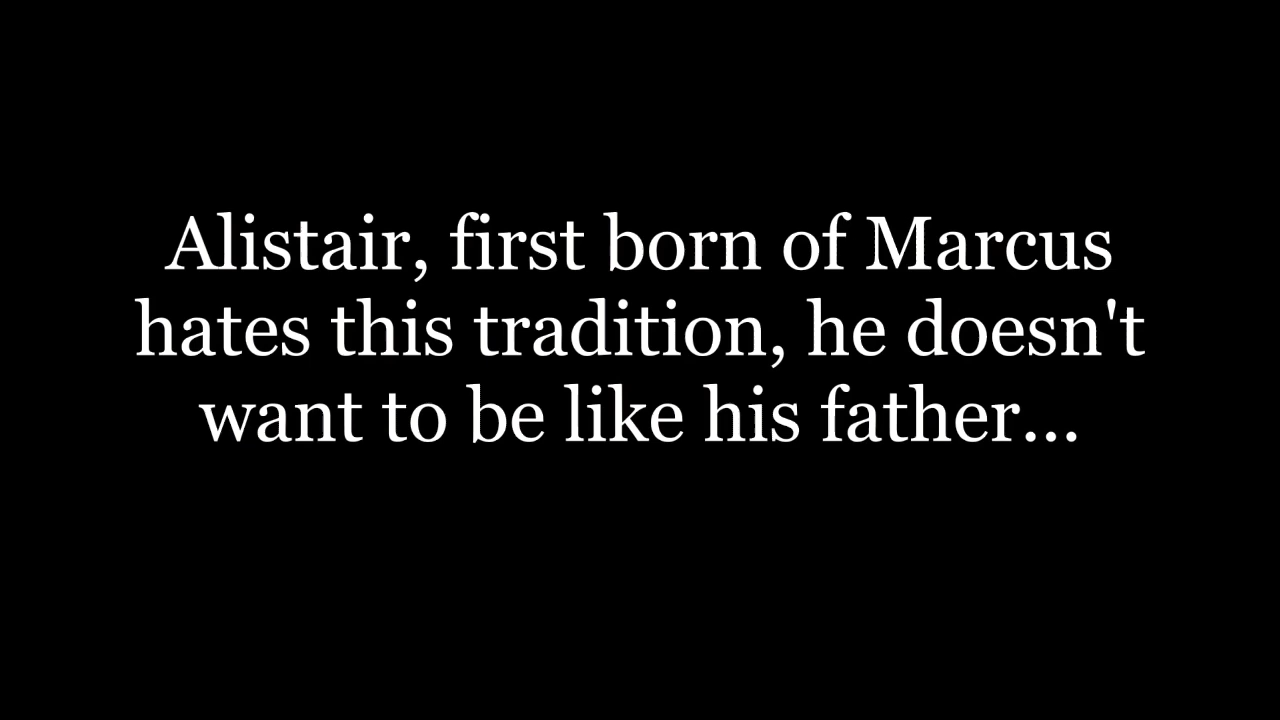 Alistair, first born of Marcus
hates this tradition, he doesn't
want to be like his father...